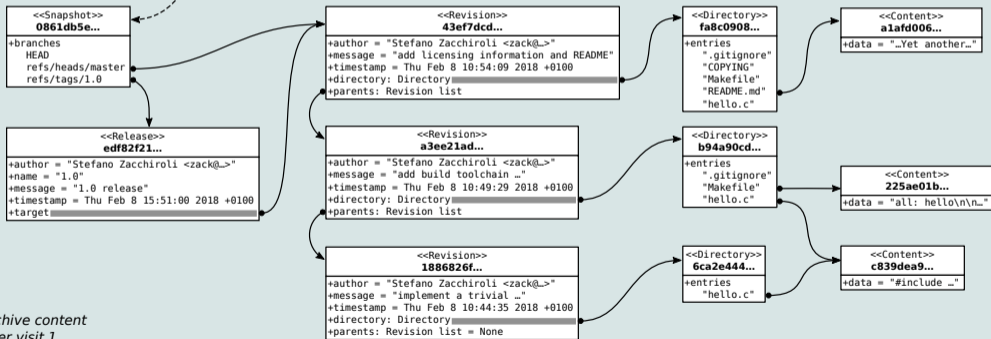 <<Snapshot>>
0861db5e…
+branches
HEAD
refs/heads/master
refs/tags/1.0
<<Release>>
edf82f21…
+author = "Stefano Zacchiroli <zack@…>"
+name = "1.0"
+message = "1.0 release"
+timestamp = Thu Feb 8 15:51:00 2018 +0100
+target
<<Revision>>
43ef7dcd…
+author = "Stefano Zacchiroli <zack@…>"
+message = "add licensing information and README"
+timestamp = Thu Feb 8 10:54:09 2018 +0100
+directory: Directory
+parents: Revision list
<<Revision>>
a3ee21ad…
+author = "Stefano Zacchiroli <zack@…>"
+message = "add build toolchain …"
+timestamp = Thu Feb 8 10:49:29 2018 +0100
+directory: Directory
+parents: Revision list
<<Revision>>
1886826f…
+author = "Stefano Zacchiroli <zack@…>"
+message = "implement a trivial …"
+timestamp = Thu Feb 8 10:44:35 2018 +0100
+directory: Directory
+parents: Revision list = None
<<Directory>>
fa8c0908…
+entries
".gitignore"
"COPYING"
"Makefile"
"README.md"
"hello.c"
<<Directory>>
b94a90cd…
+entries
".gitignore"
"Makefile"
"hello.c"
<<Directory>>
6ca2e444…
+entries
"hello.c"
<<Content>>
a1afd006…
+data = "…Yet another…"
<<Content>>
225ae01b…
+data = "all: hello\n\n…"
<<Content>>
c839dea9…
+data = "#include …"
hive content
er visit 1